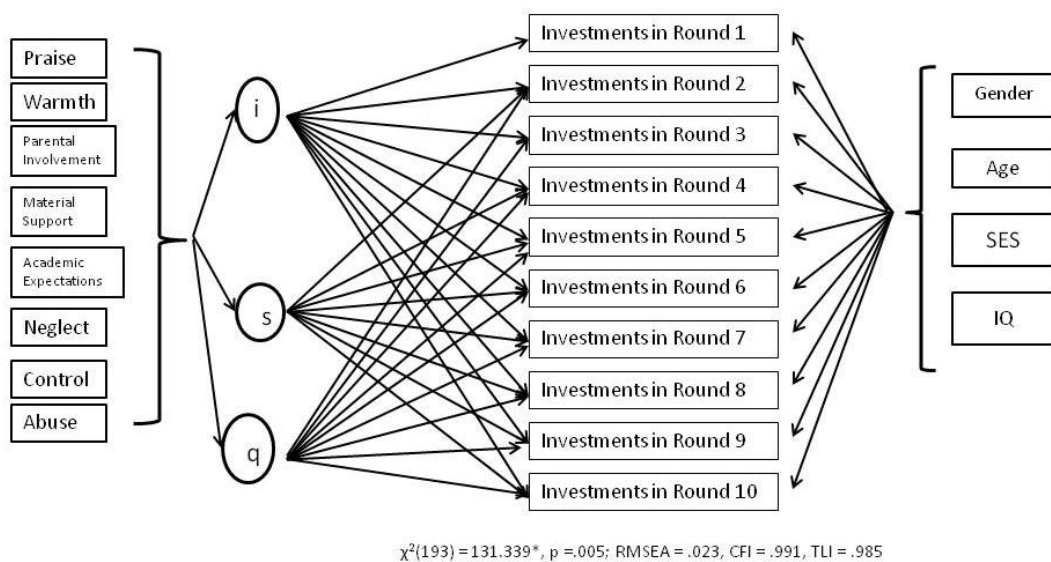 Praise
Warmth
Parental
Involvement
Material
Support
Academic
Expectations
Neglect
Control
Abuse
i
s
q
Investments in Round 1
Investments in Round 2
Investments in Round 3
Investments in Round 4
Investments in Round 5
Investments in Round 6
Investments in Round 7
Investments in Round 8
Investments in Round 9
Investments in Round 10
Gender
Age
SES
IQ
χ²(193) = 131.339*, p =.005; RMSEA = .023, CFI = .991, TLI = .985